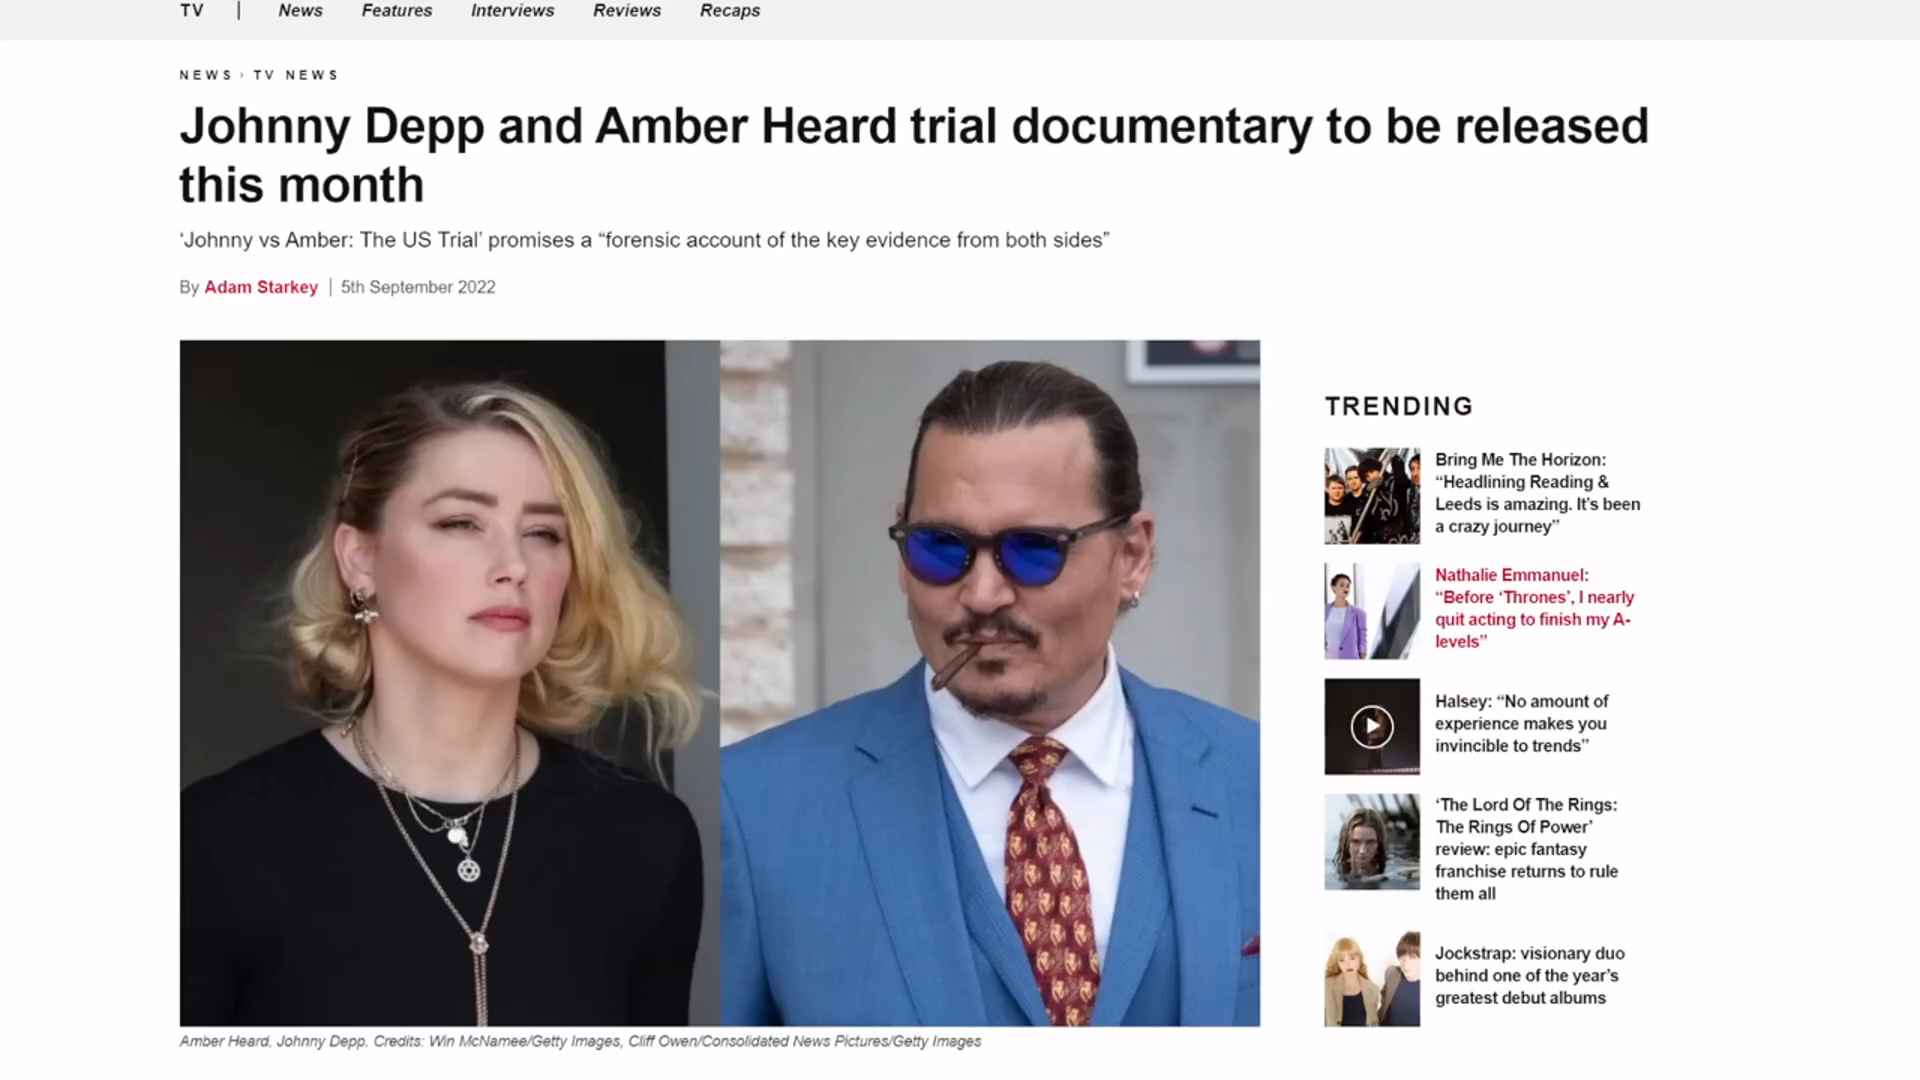 TV | News Features Interviews Reviews Recaps
NEWS › TV NEWS
Johnny Depp and Amber Heard trial documentary to be released
this month
‘Johnny vs Amber: The US Trial’ promises a “forensic account of the key evidence from both sides”
By Adam Starkey | 5th September 2022
TRENDING
Bring Me The Horizon:
“Headlining Reading &
Leeds is amazing. It’s been
a crazy journey”
Nathalie Emmanuel:
“Before ‘Thrones’, I nearly
quit acting to finish my A-
levels”
Halsey: “No amount of
experience makes you
invincible to trends”
‘The Lord Of The Rings:
The Rings Of Power’
review: epic fantasy
franchise returns to rule
them all
Jockstrap: visionary duo
behind one of the year’s
greatest debut albums
Amber Heard, Johnny Depp. Credits: Win McNamee/Getty Images, Cliff Owen/Consolidated News Pictures/Getty Images